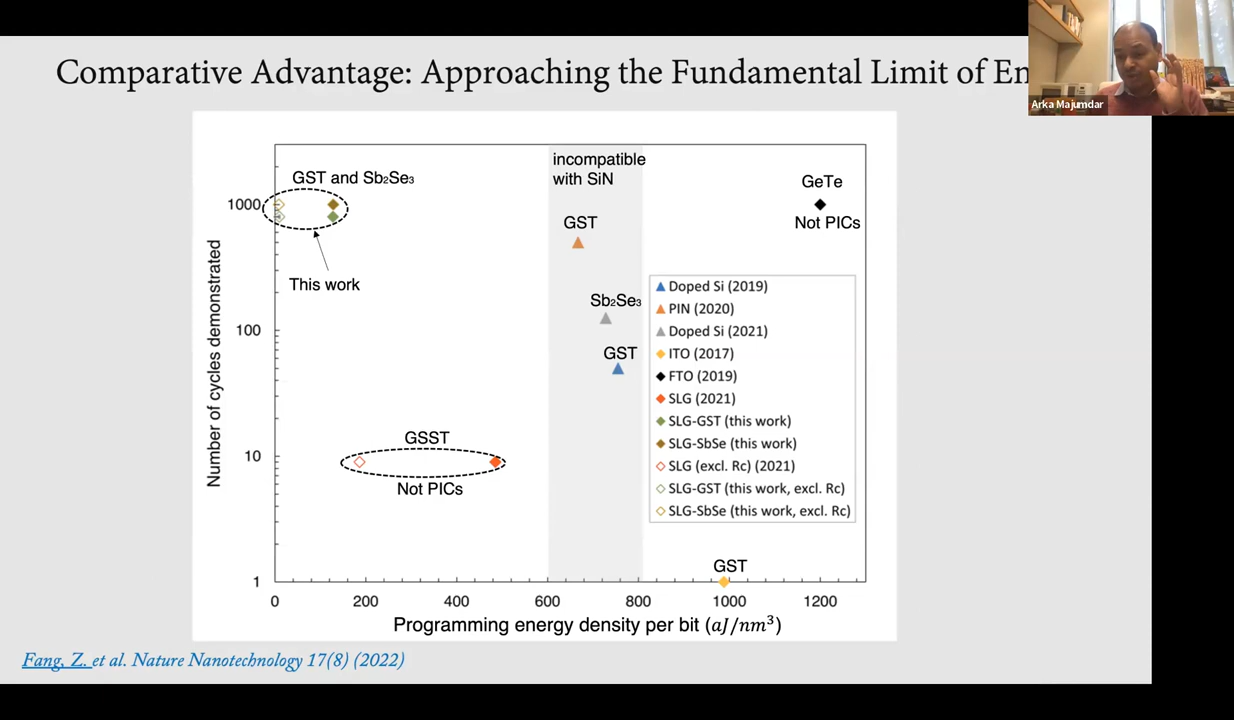 Comparative Advantage: Approaching the Fundamental Limit of En
Arka Majumdar
incompatible
with SiN
GST and Sb₂Se₃
GeTe
Not PICs
GST
This work
Sb₂Se₃
GST
GSST
Not PICs
GST
Doped Si (2019)
PIN (2020)
Doped Si (2021)
ITO (2017)
FTO (2019)
SLG (2021)
SLG-GST (this work)
SLG-SbSe (this work)
SLG (excl. Rc) (2021)
SLG-GST (this work, excl. Rc)
SLG-SbSe (this work, excl. Rc)
Number of cycles demonstrated
1000
100
10
1
0 200 400 600 800 1000 1200
Programming energy density per bit (aJ/nm³)
Fang, Z. et al. Nature Nanotechnology 17(8) (2022)